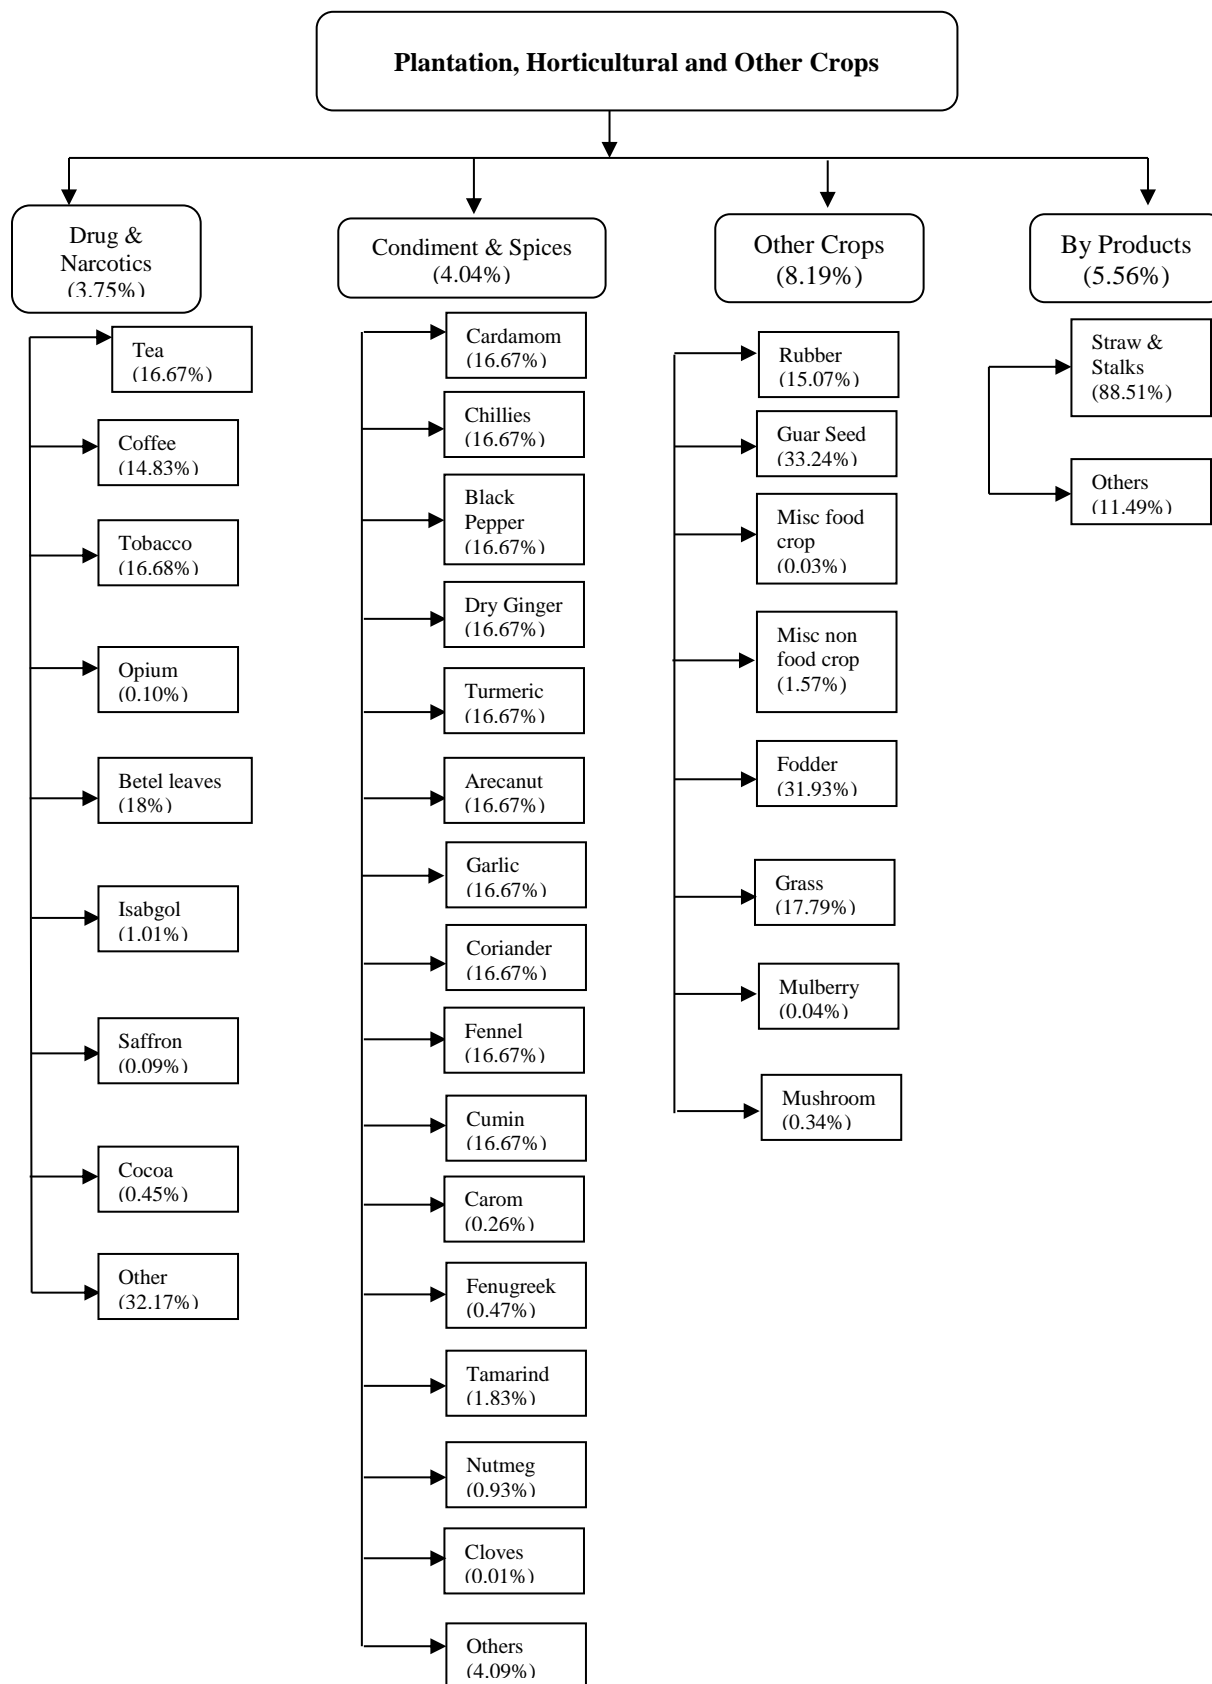 Plantation, Horticultural and Other Crops
Drug &
Narcotics
(3.75%)
Tea
(16.67%)
Coffee
(14.83%)
Tobacco
(16.68%)
Opium
(0.10%)
Betel leaves
(18%)
Isabgol
(1.01%)
Saffron
(0.09%)
Cocoa
(0.45%)
Other
(32.17%)
Condiment & Spices
(4.04%)
Cardamom
(16.67%)
Chillies
(16.67%)
Black
Pepper
(16.67%)
Dry Ginger
(16.67%)
Turmeric
(16.67%)
Arecanut
(16.67%)
Garlic
(16.67%)
Coriander
(16.67%)
Fennel
(16.67%)
Cumin
(16.67%)
Carom
(0.26%)
Fenugreek
(0.47%)
Tamarind
(1.83%)
Nutmeg
(0.93%)
Cloves
(0.01%)
Others
(4.09%)
Other Crops
(8.19%)
Rubber
(15.07%)
Guar Seed
(33.24%)
Misc food
crop
(0.03%)
Misc non
food crop
(1.57%)
Fodder
(31.93%)
Grass
(17.79%)
Mulberry
(0.04%)
Mushroom
(0.34%)
By Products
(5.56%)
Straw &
Stalks
(88.51%)
Others
(11.49%)